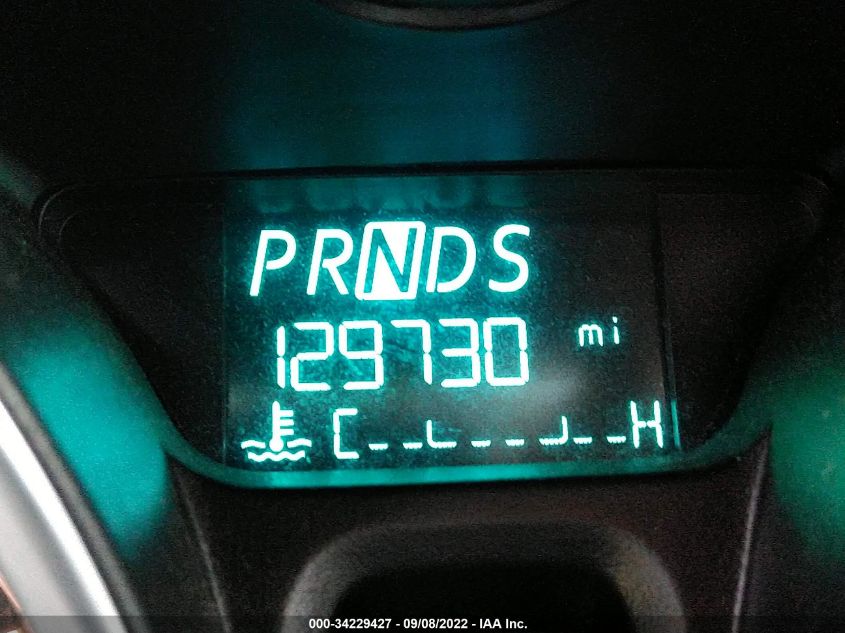 PRNDS
129730 mi
C H
000-34229427 - 09/08/2022 - IAA Inc.